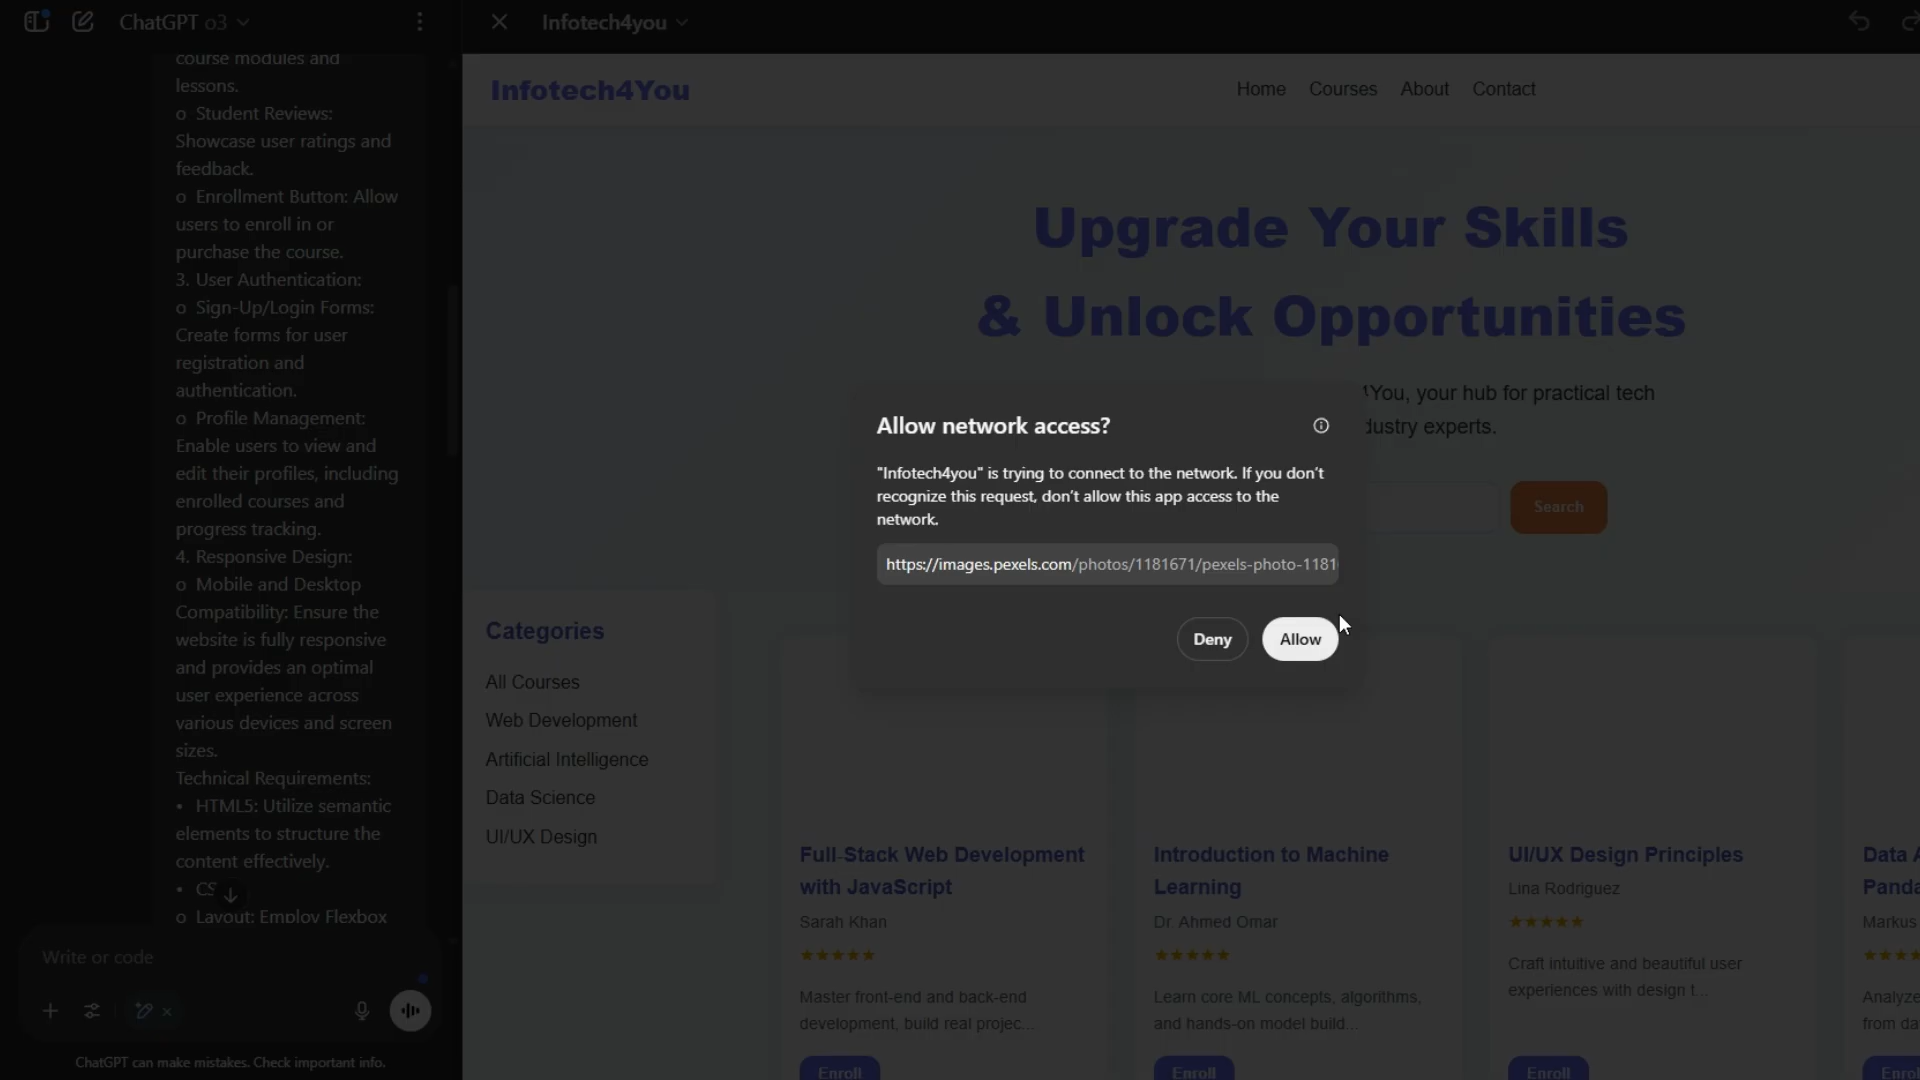 ChatGPT o3
Infotech4you
course modules and
lessons.
o Student Reviews:
Showcase user ratings and
feedback.
o Enrollment Button: Allow
users to enroll in or
purchase the course.
3. User Authentication:
o Sign-Up/Login Forms:
Create forms for user
registration and
authentication.
o Profile Management:
Enable users to view and
edit their profiles, including
enrolled courses and
progress tracking.
4. Responsive Design:
o Mobile and Desktop
Compatibility: Ensure the
website is fully responsive
and provides an optimal
user experience across
various devices and screen
sizes.
Technical Requirements:
• HTML5: Utilize semantic
elements to structure the
content effectively.
• CS
o Layout: Employ Flexbox
Write or code
ChatGPT can make mistakes. Check important info.
Infotech4You
Home Courses About Contact
Upgrade Your Skills
& Unlock Opportunities
4You, your hub for practical tech
dustry experts.
Search
Allow network access?
"Infotech4you" is trying to connect to the network. If you don't
recognize this request, don't allow this app access to the
network.
https://images.pexels.com/photos/1181671/pexels-photo-1181
Deny Allow
Categories
All Courses
Web Development
Artificial Intelligence
Data Science
UI/UX Design
Full-Stack Web Development
with JavaScript
Sarah Khan
★★★★★
Master front-end and back-end
development, build real projec...
Enroll
Introduction to Machine
Learning
Dr. Ahmed Omar
★★★★★
Learn core ML concepts, algorithms,
and hands-on model build...
Enroll
UI/UX Design Principles
Lina Rodriguez
★★★★★
Craft intuitive and beautiful user
experiences with design t...
Enroll
Data A
Panda
Markus
★★★★
Analyze
from da
Enrol